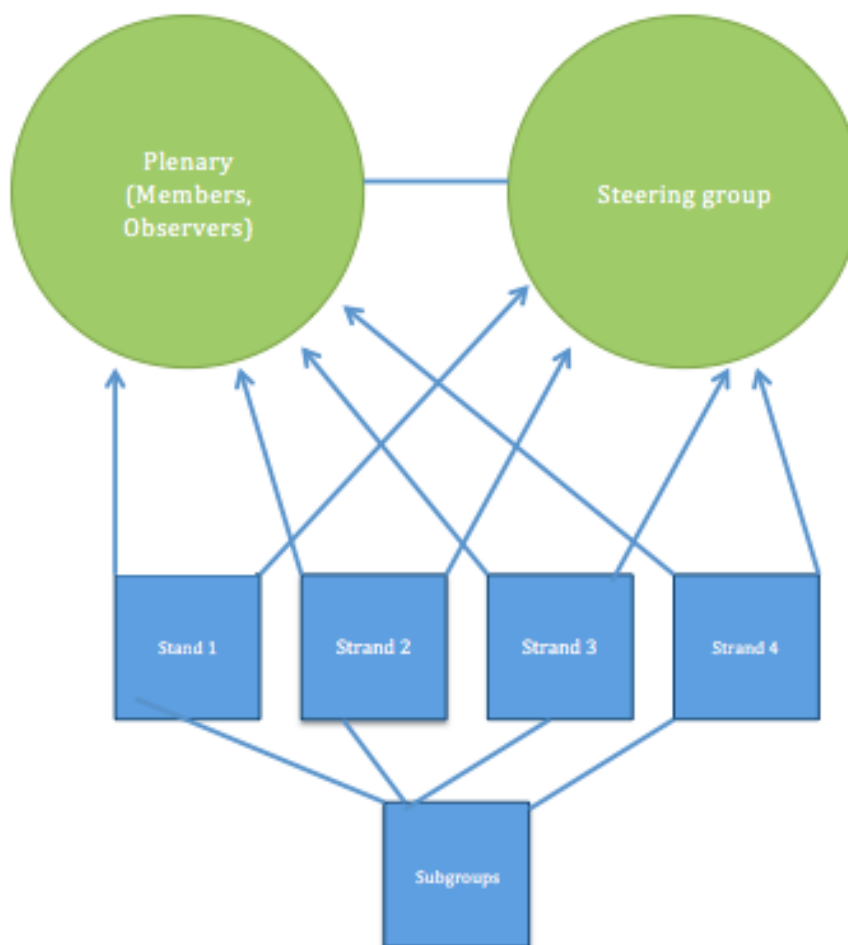 Plenary
(Members,
Observers)
Steering group
Stand 1
Strand 2
Strand 3
Strand 4
Subgroups